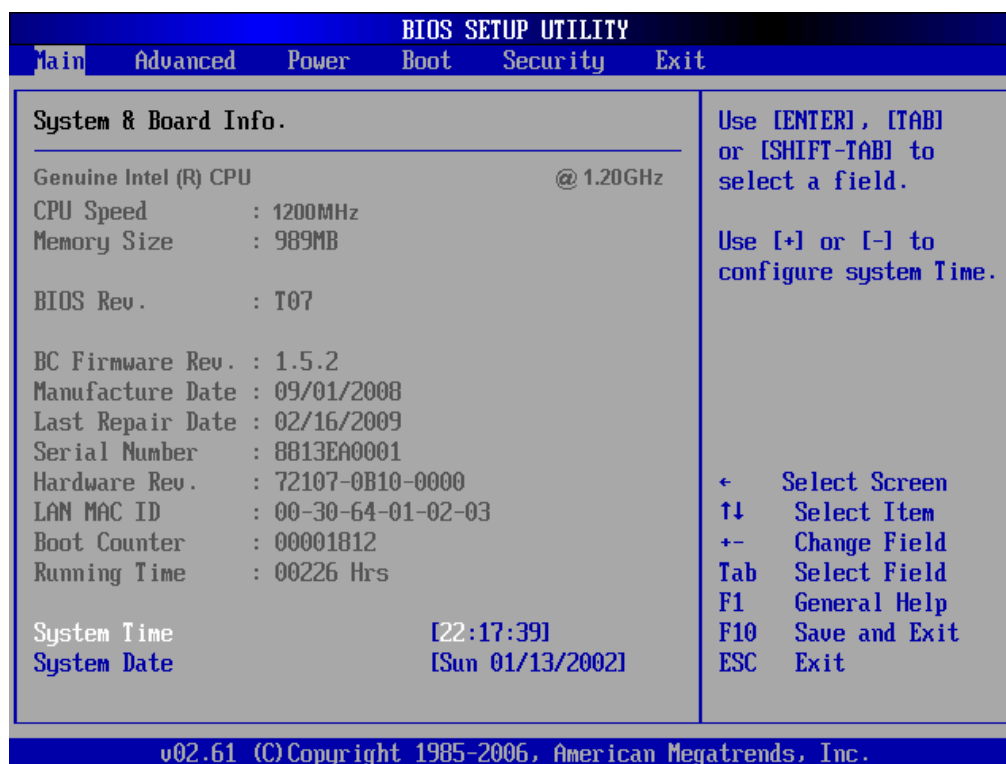 BIOS SETUP UTILITY
Main Advanced Power Boot Security Exit
System & Board Info.
Genuine Intel (R) CPU @ 1.20GHz
CPU Speed : 1200MHz
Memory Size : 989MB
BIOS Rev. : T07
BC Firmware Rev. : 1.5.2
Manufacture Date : 09/01/2008
Last Repair Date : 02/16/2009
Serial Number : 8813EA0001
Hardware Rev. : 72107-0B10-0000
LAN MAC ID : 00-30-64-01-02-03
Boot Counter : 00001812
Running Time : 00226 Hrs
System Time [22:17:39]
System Date [Sun 01/13/2002]
Use [ENTER], [TAB]
or [SHIFT-TAB] to
select a field.
Use [+] or [-] to
configure system Time.
← Select Screen
↑↓ Select Item
+- Change Field
Tab Select Field
F1 General Help
F10 Save and Exit
ESC Exit
v02.61 (C)Copyright 1985-2006, American Megatrends, Inc.